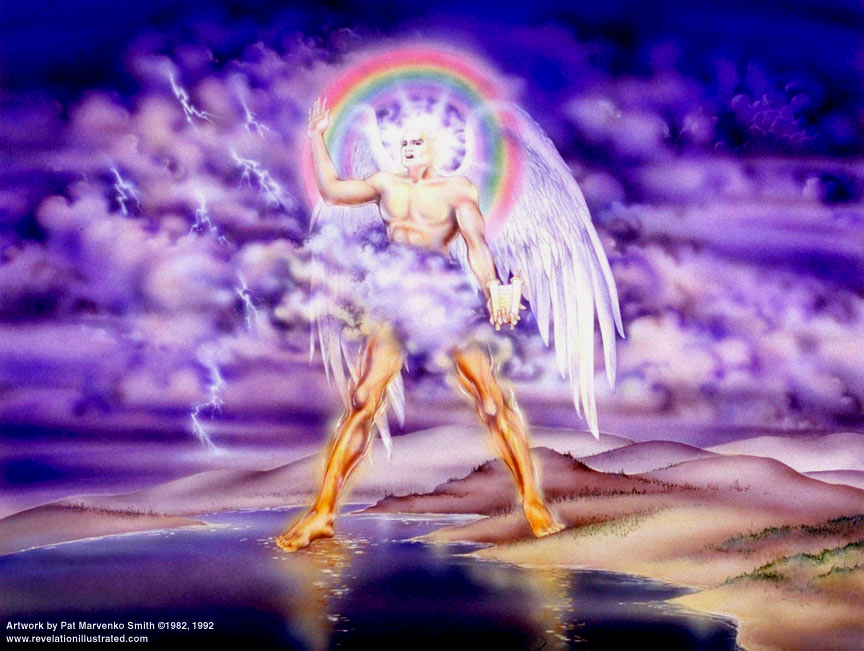 Artwork by Pat Marvenko Smith ©1982, 1992
www.revelationillustrated.com